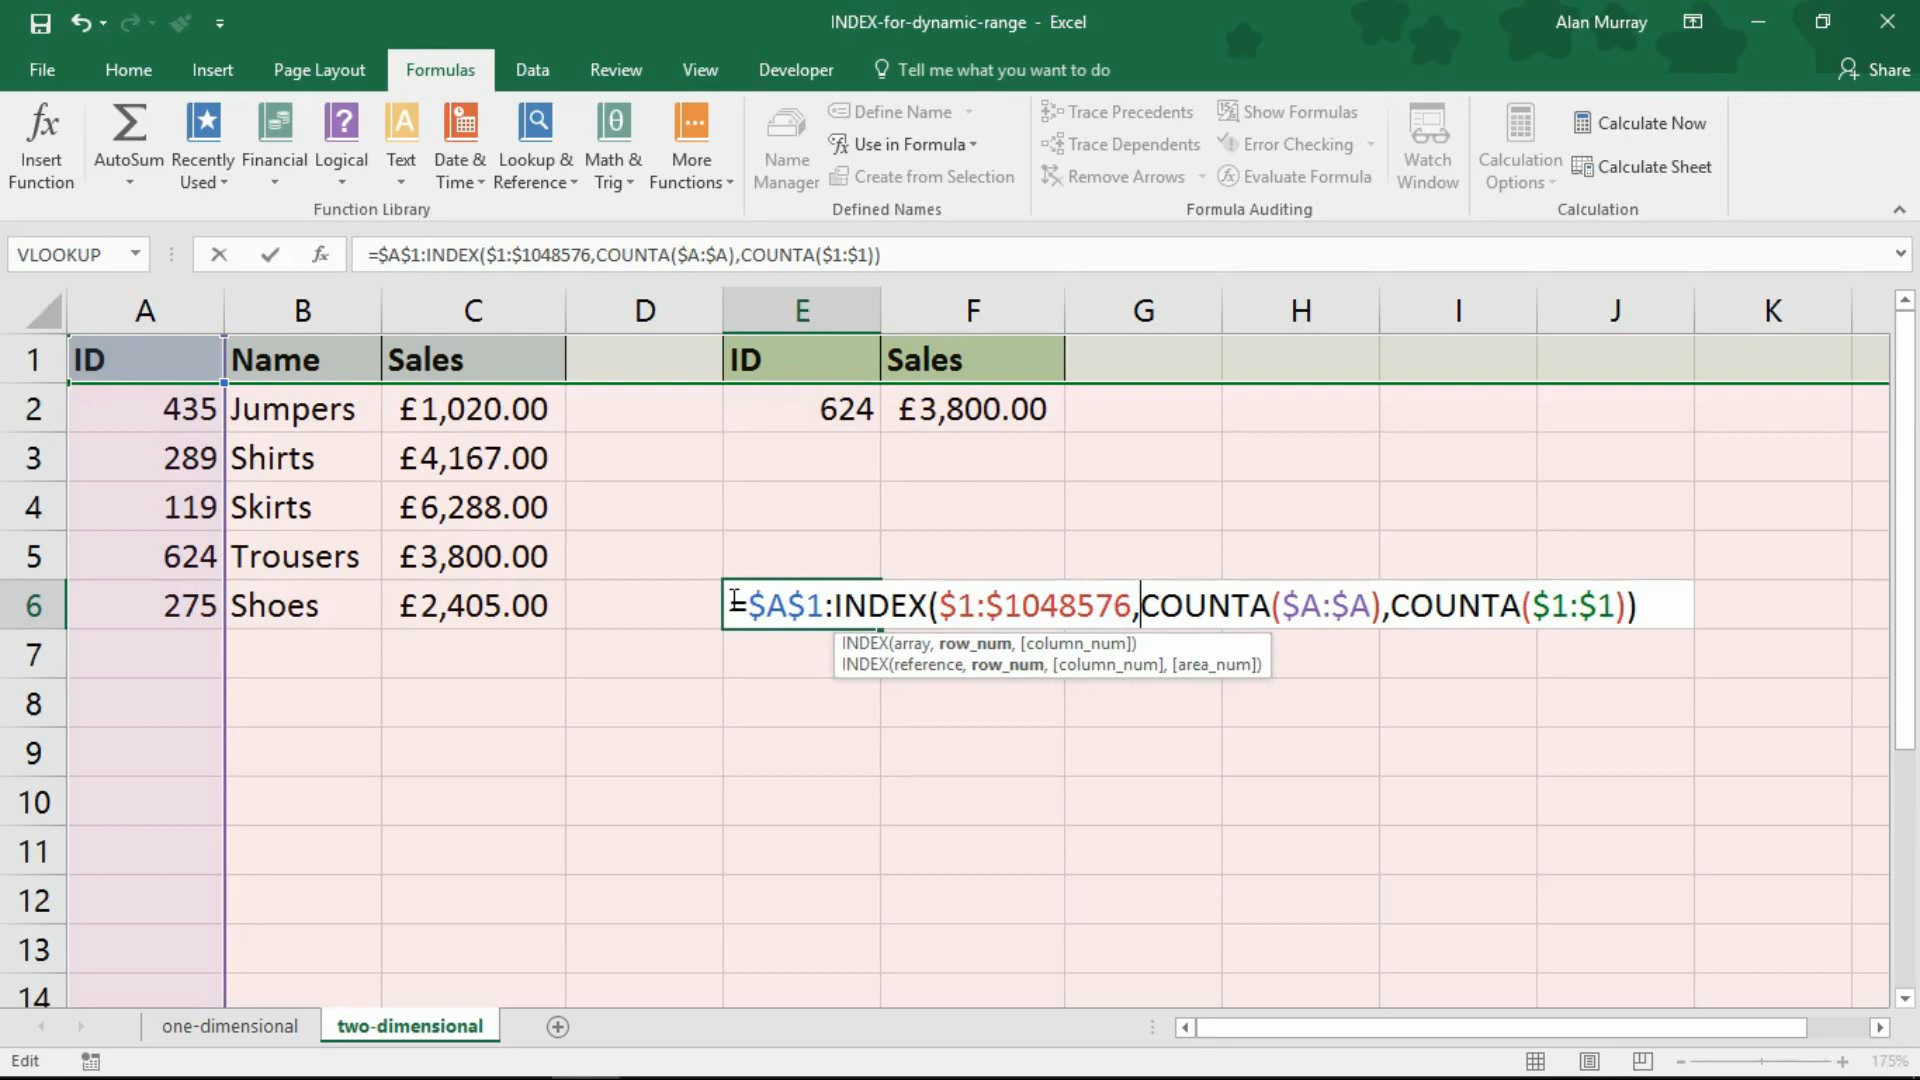 INDEX-for-dynamic-range - Excel
Alan Murray
File Home Insert Page Layout Formulas Data Review View Developer Tell me what you want to do Share
fx Σ ? A θ
Insert Function
AutoSum
Recently Used
Financial
Logical
Text
Date & Time
Lookup & Reference
Math & Trig
More Functions
Function Library
Name Manager
Define Name
Use in Formula
Create from Selection
Defined Names
Trace Precedents
Trace Dependents
Remove Arrows
Show Formulas
Error Checking
Evaluate Formula
Formula Auditing
Watch Window
Calculation Options
Calculate Now
Calculate Sheet
Calculation
VLOOKUP fx =$A$1:INDEX($1:$1048576,COUNTA($A:$A),COUNTA($1:$1))
A B C D E F G H I J K
1 ID Name Sales ID Sales
2 435 Jumpers £1,020.00 624 £3,800.00
3 289 Shirts £4,167.00
4 119 Skirts £6,288.00
5 624 Trousers £3,800.00
6 275 Shoes £2,405.00 =$A$1:INDEX($1:$1048576,COUNTA($A:$A),COUNTA($1:$1))
INDEX(array, row_num, [column_num])
INDEX(reference, row_num, [column_num], [area_num])
7
8
9
10
11
12
13
14
one-dimensional two-dimensional
Edit 175%